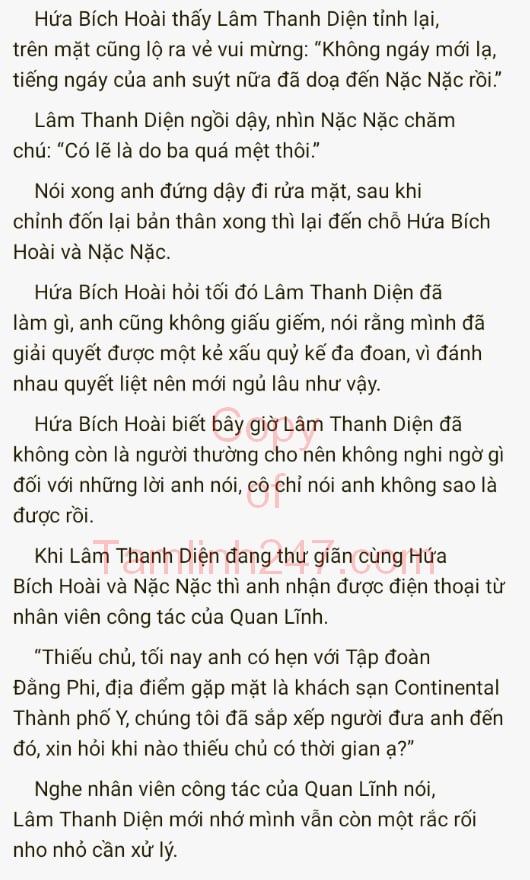 Hứa Bích Hoài thấy Lâm Thanh Diện tỉnh lại,
trên mặt cũng lộ ra vẻ vui mừng: “Không ngáy mới lạ,
tiếng ngáy của anh suýt nữa đã doạ đến Nặc Nặc rồi.”
Lâm Thanh Diện ngồi dậy, nhìn Nặc Nặc chăm
chú: “Có lẽ là do ba quá mệt thôi.”
Nói xong anh đứng dậy đi rửa mặt, sau khi
chỉnh đốn lại bản thân xong thì lại đến chỗ Hứa Bích
Hoài và Nặc Nặc.
Hứa Bích Hoài hỏi tối đó Lâm Thanh Diện đã
làm gì, anh cũng không giấu giếm, nói rằng mình đã
giải quyết được một kẻ xấu quỷ kế đa đoan, vì đánh
nhau quyết liệt nên mới ngủ lâu như vậy.
Hứa Bích Hoài biết bây giờ Lâm Thanh Diện đã
không còn là người thường cho nên không nghi ngờ gì
đối với những lời anh nói, cô chỉ nói anh không sao là
được rồi.
Khi Lâm Thanh Diện đang thư giãn cùng Hứa
Bích Hoài và Nặc Nặc thì anh nhận được điện thoại từ
nhân viên công tác của Quan Lĩnh.
“Thiếu chủ, tối nay anh có hẹn với Tập đoàn
Đằng Phi, địa điểm gặp mặt là khách sạn Continental
Thành phố Y, chúng tôi đã sắp xếp người đưa anh đến
đó, xin hỏi khi nào thiếu chủ có thời gian ạ?”
Nghe nhân viên công tác của Quan Lĩnh nói,
Lâm Thanh Diện mới nhớ mình vẫn còn một rắc rối
nho nhỏ cần xử lý.
Copy
of
Tamlinh247.com